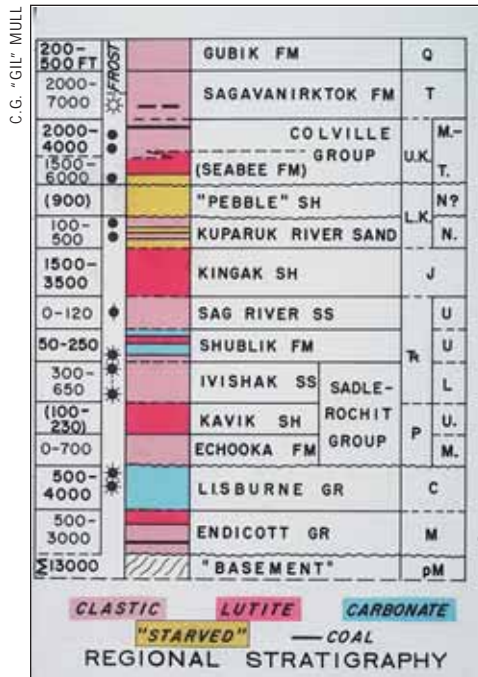 C.G. "GIL" MULL
200-500 FT FROST GUBIK FM Q
2000-7000 SAGAVANIRKTOK FM T
2000-4000 COLVILLE GROUP U.K. M.-T.
1500-6000 (SEABEE FM)
(900) "PEBBLE" SH L.K. N?
100-500 KUPARUK RIVER SAND N.
1500-3500 KINGAK SH J
0-120 SAG RIVER SS U
50-250 SHUBLIK FM U
300-650 IVISHAK SS SADLE-ROCHIT GROUP L
(100-230) KAVIK SH P U.
0-700 ECHOOKA FM M.
500-4000 LISBURNE GR C
500-3000 ENDICOTT GR M
13000 "BASEMENT" pM
CLASTIC LUTITE CARBONATE
"STARVED" COAL
REGIONAL STRATIGRAPHY